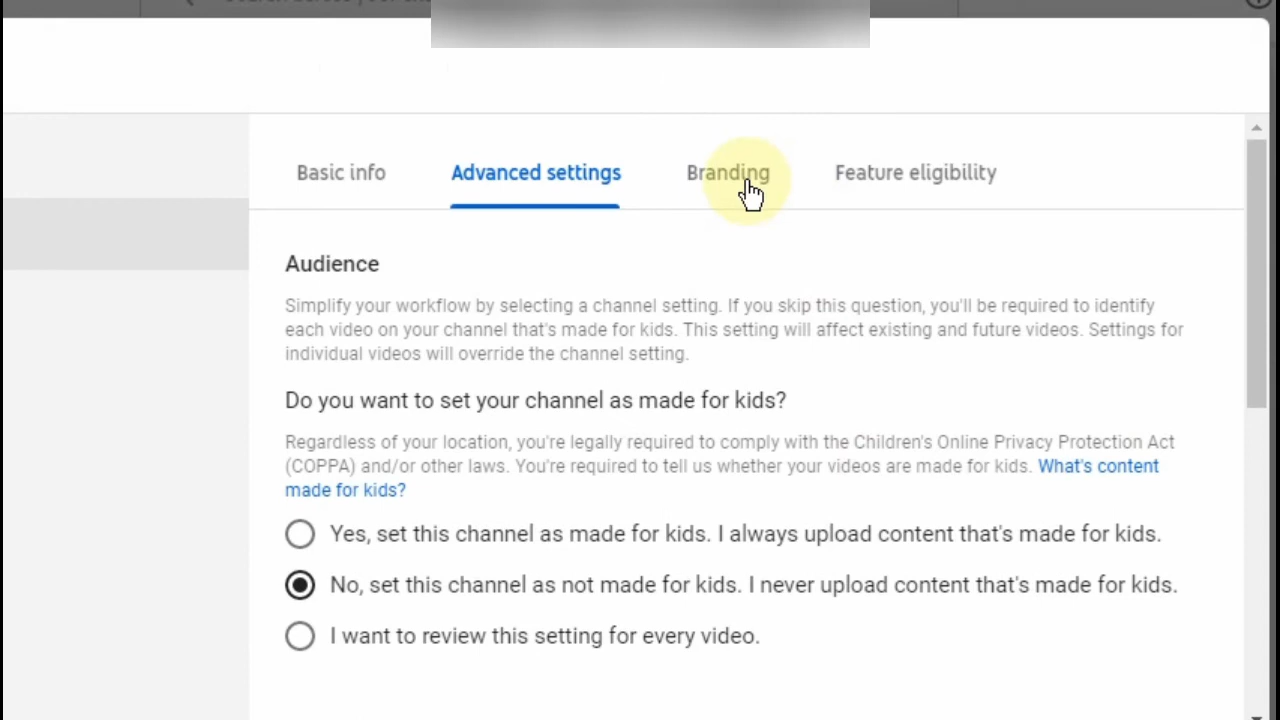 Basic info
Advanced settings
Branding
Feature eligibility
Audience
Simplify your workflow by selecting a channel setting. If you skip this question, you'll be required to identify
each video on your channel that's made for kids. This setting will affect existing and future videos. Settings for
individual videos will override the channel setting.
Do you want to set your channel as made for kids?
Regardless of your location, you're legally required to comply with the Children's Online Privacy Protection Act
(COPPA) and/or other laws. You're required to tell us whether your videos are made for kids. What's content
made for kids?
Yes, set this channel as made for kids. I always upload content that's made for kids.
No, set this channel as not made for kids. I never upload content that's made for kids.
I want to review this setting for every video.